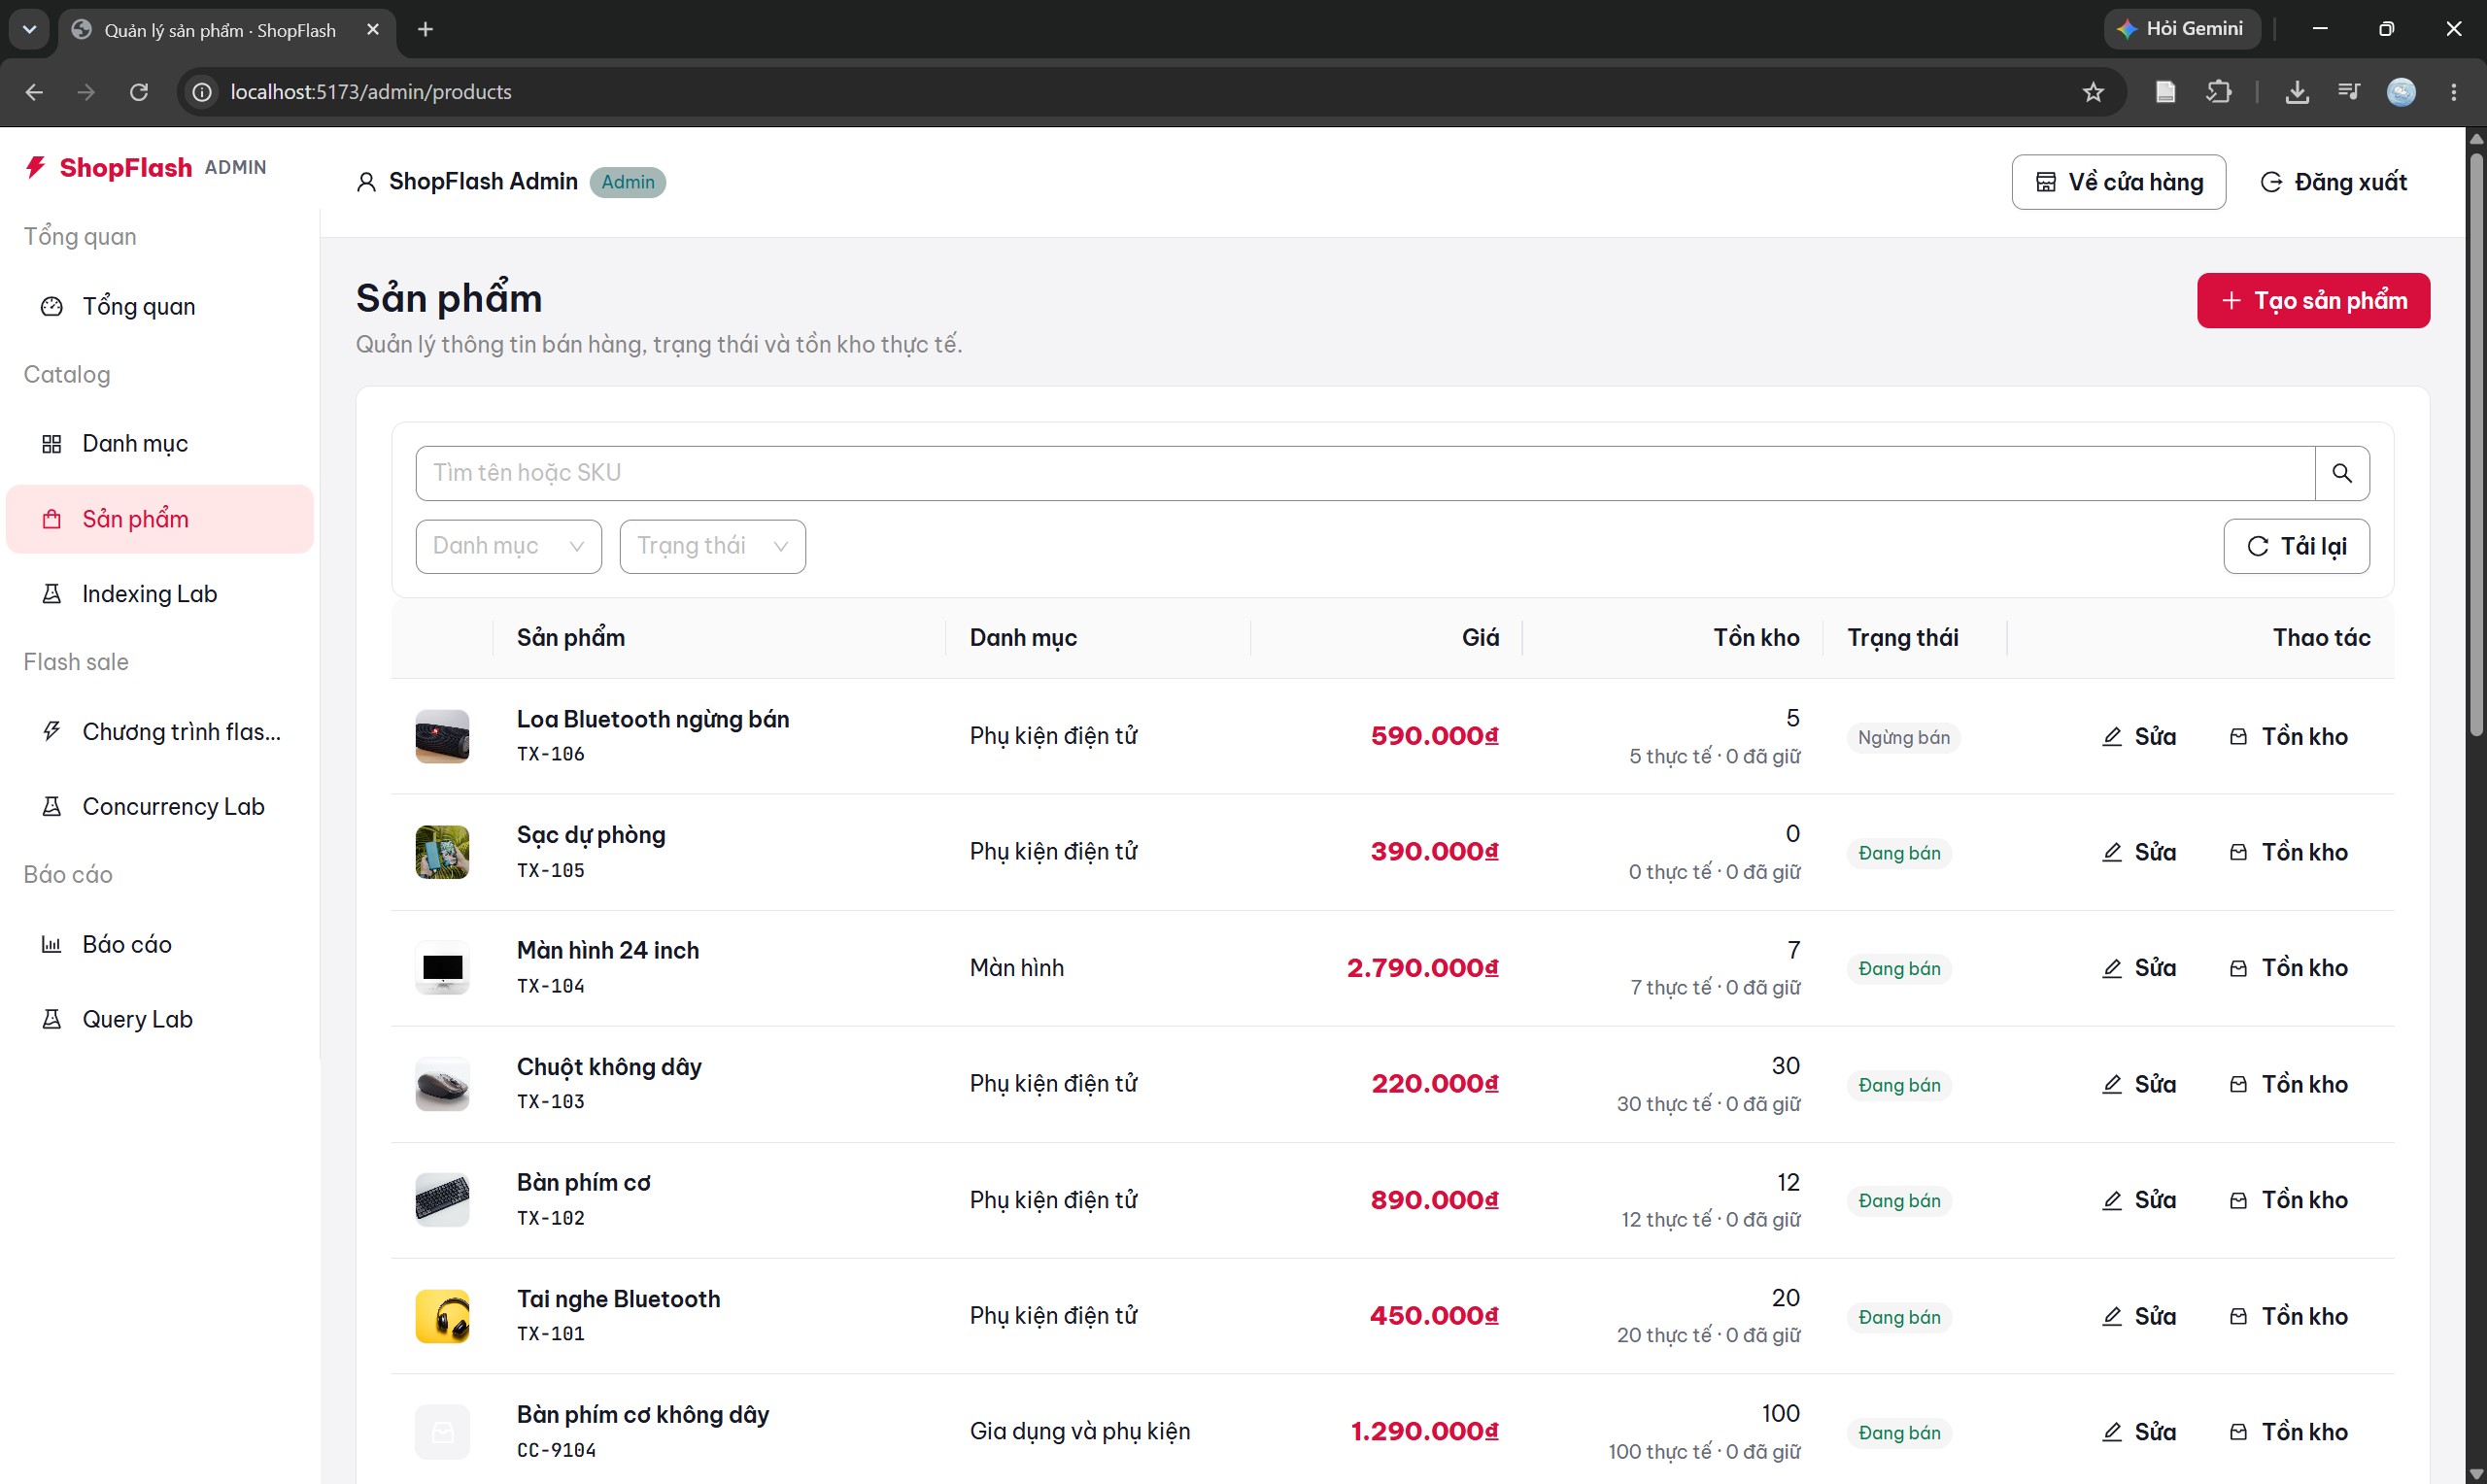 Quản lý sản phẩm · ShopFlash
Hỏi Gemini
localhost:5173/admin/products
ShopFlash ADMIN
ShopFlash Admin Admin
Về cửa hàng
Đăng xuất
Tổng quan
Tổng quan
Catalog
Danh mục
Sản phẩm
Indexing Lab
Flash sale
Chương trình flas...
Concurrency Lab
Báo cáo
Báo cáo
Query Lab
Sản phẩm
Quản lý thông tin bán hàng, trạng thái và tồn kho thực tế.
Tạo sản phẩm
Tìm tên hoặc SKU
Danh mục
Trạng thái
Tải lại
Sản phẩm Danh mục Giá Tồn kho Trạng thái Thao tác
Loa Bluetooth ngừng bán
TX-106
Phụ kiện điện tử
590.000₫
5
5 thực tế · 0 đã giữ
Ngừng bán
Sửa
Tồn kho
Sạc dự phòng
TX-105
Phụ kiện điện tử
390.000₫
0
0 thực tế · 0 đã giữ
Đang bán
Sửa
Tồn kho
Màn hình 24 inch
TX-104
Màn hình
2.790.000₫
7
7 thực tế · 0 đã giữ
Đang bán
Sửa
Tồn kho
Chuột không dây
TX-103
Phụ kiện điện tử
220.000₫
30
30 thực tế · 0 đã giữ
Đang bán
Sửa
Tồn kho
Bàn phím cơ
TX-102
Phụ kiện điện tử
890.000₫
12
12 thực tế · 0 đã giữ
Đang bán
Sửa
Tồn kho
Tai nghe Bluetooth
TX-101
Phụ kiện điện tử
450.000₫
20
20 thực tế · 0 đã giữ
Đang bán
Sửa
Tồn kho
Bàn phím cơ không dây
CC-9104
Gia dụng và phụ kiện
1.290.000₫
100
100 thực tế · 0 đã giữ
Đang bán
Sửa
Tồn kho